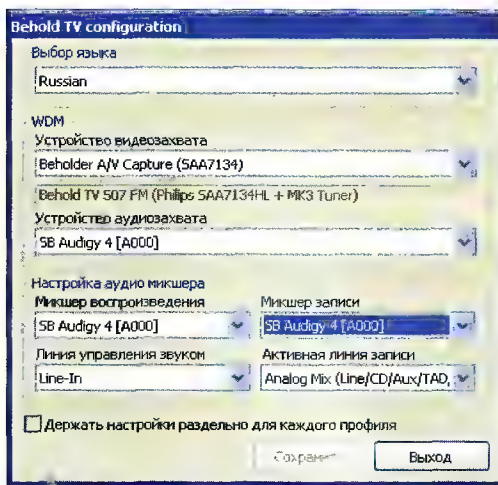 Behold TV configuration
Выбор языка
Russian
WDM
Устройство видеозахвата
Beholder A/V Capture (SAA7134)
Behold TV 507 FM (Philips SAA7134HL + MK3 Tuner)
Устройство аудиозахвата
SB Audigy 4 [A000]
Настройка аудио микшера
Микшер воспроизведения Микшер записи
SB Audigy 4 [A000] SB Audigy 4 [A000]
Линия управления звуком Активная линия записи
Line-In Analog Mix (Line/CD/Aux/TAD,
Держать настройки раздельно для каждого профиля
Сохранить Выход